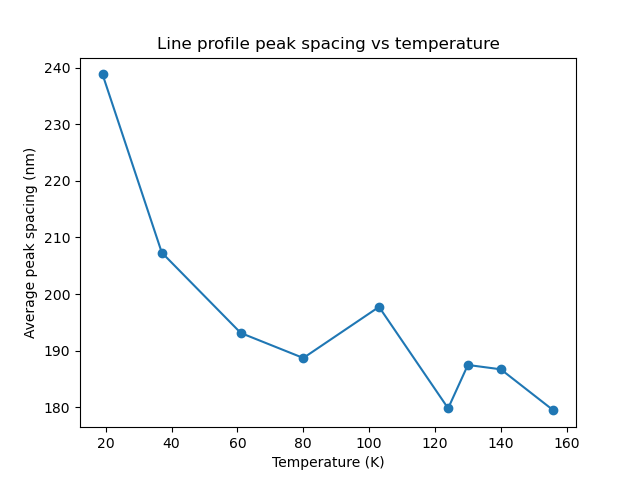 Line profile peak spacing vs temperature
240
230
220
210
200
190
180
Average peak spacing (nm)
20 40 60 80 100 120 140 160
Temperature (K)